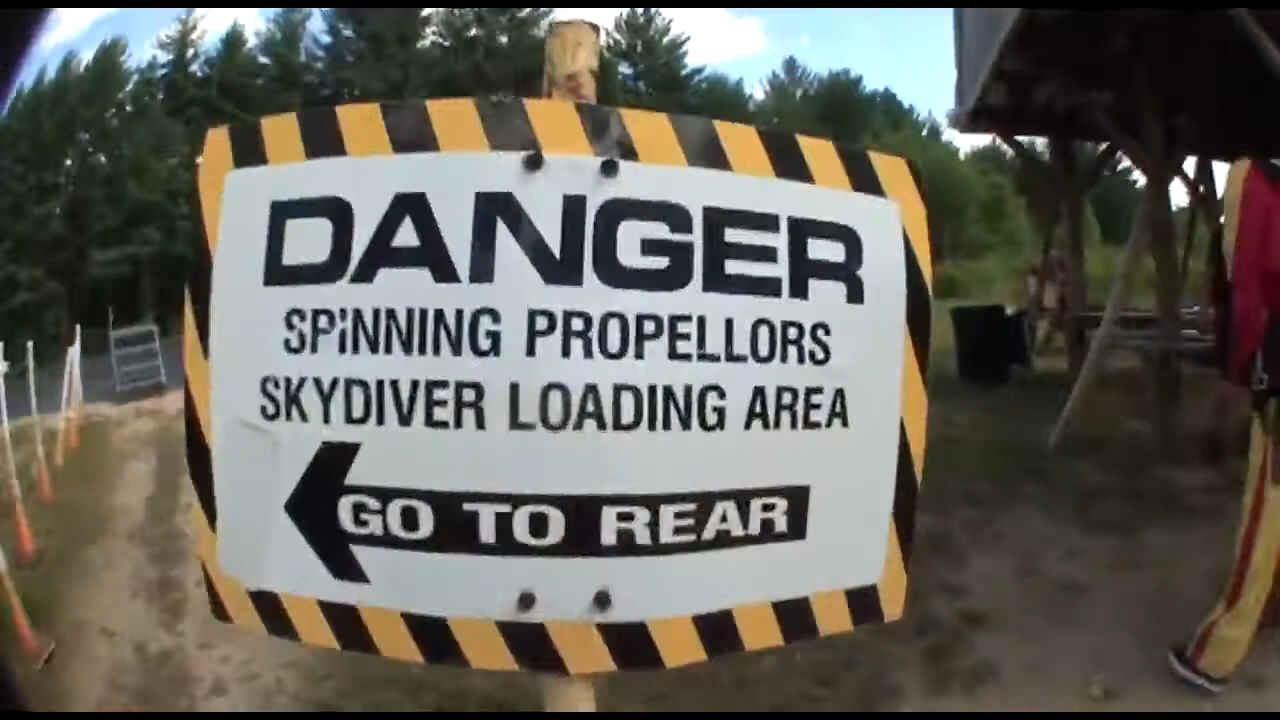 DANGER
SPINNING PROPELLORS
SKYDIVER LOADING AREA
GO TO REAR